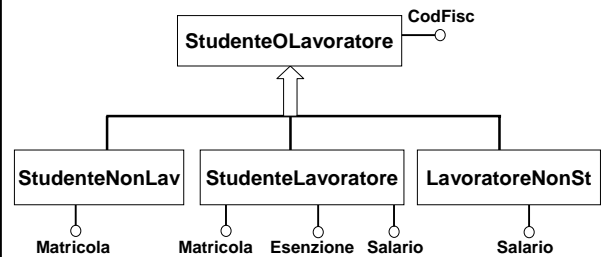 CodFisc
StudenteOLavoratore
StudenteNonLav StudenteLavoratore LavoratoreNonSt
Matricola Matricola Esenzione Salario Salario